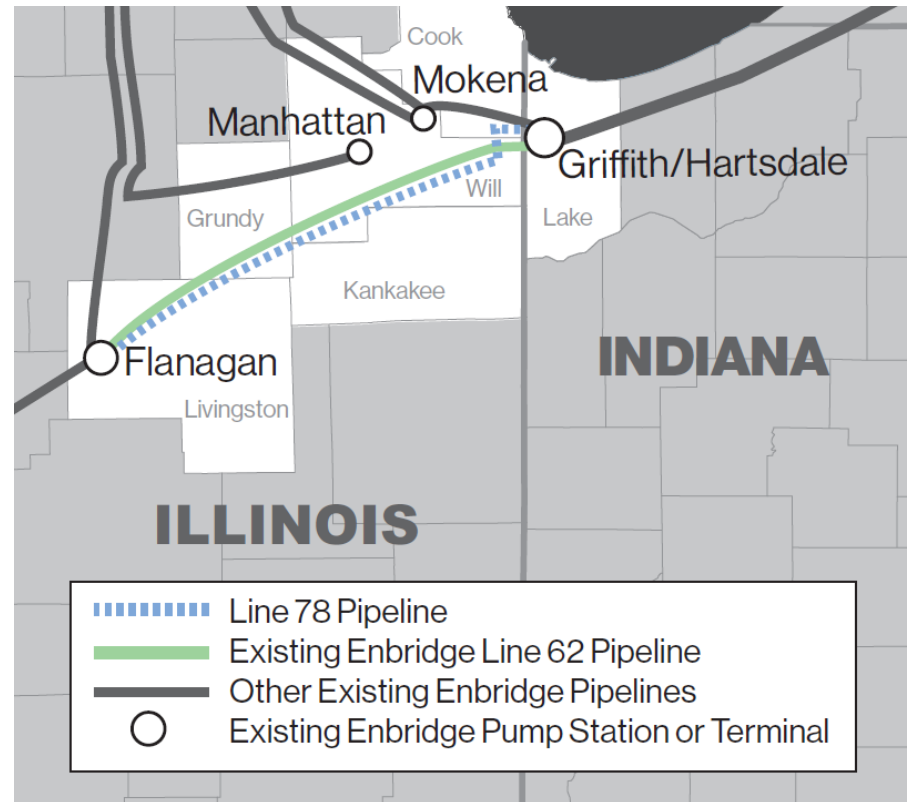 Cook
Mokena
Manhattan
Griffith/Hartsdale
Will
Grundy
Lake
Kankakee
INDIANA
Flanagan
Livingston
ILLINOIS
Line 78 Pipeline
Existing Enbridge Line 62 Pipeline
Other Existing Enbridge Pipelines
Existing Enbridge Pump Station or Terminal